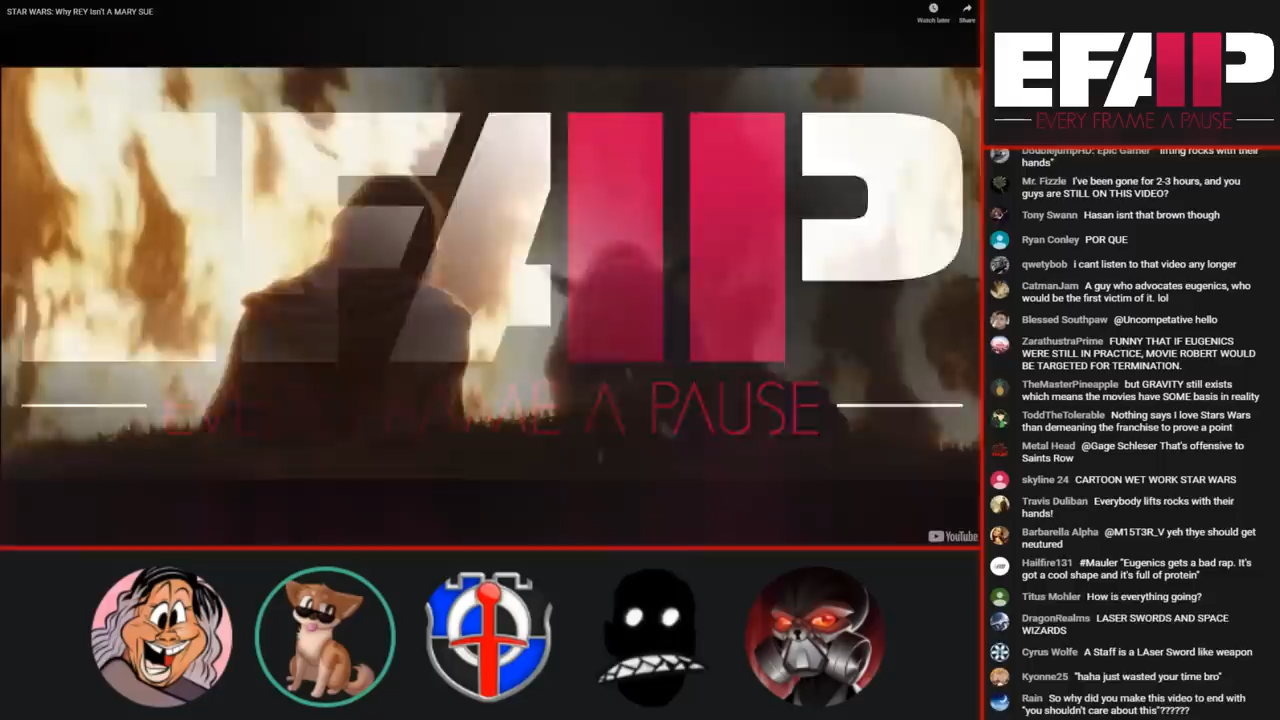 STAR WARS: Why REY Isn't A MARY SUE
Watch later
Share
EFAP
EVERY FRAME A PAUSE
YouTube
EFAP
EVERY FRAME A PAUSE
DoublejumpHD: Epic Gamer "lifting rocks with their
hands"
Mr. Fizzle I've been gone for 2-3 hours, and you
guys are STILL ON THIS VIDEO?
Tony Swann Hasan isnt that brown though
Ryan Conley POR QUE
qwetybob i cant listen to that video any longer
CatmanJam A guy who advocates eugenics, who
would be the first victim of it. lol
Blessed Southpaw @Uncompetative hello
ZarathustraPrime FUNNY THAT IF EUGENICS
WERE STILL IN PRACTICE, MOVIE ROBERT WOULD
BE TARGETED FOR TERMINATION.
TheMasterPineapple but GRAVITY still exists
which means the movies have SOME basis in reality
ToddTheTolerable Nothing says I love Stars Wars
than demeaning the franchise to prove a point
Metal Head @Gage Schleser That's offensive to
Saints Row
skyline 24 CARTOON WET WORK STAR WARS
Travis Duliban Everybody lifts rocks with their
hands!
Barbarella Alpha @M15T3R_V yeh thye should get
neutured
Hailfire131 #Mauler "Eugenics gets a bad rap. It's
got a cool shape and it's full of protein"
Titus Mohler How is everything going?
DragonRealms LASER SWORDS AND SPACE
WIZARDS
Cyrus Wolfe A Staff is a LAser Sword like weapon
Kyonne25 "haha just wasted your time bro"
Rain So why did you make this video to end with
"you shouldn't care about this"??????